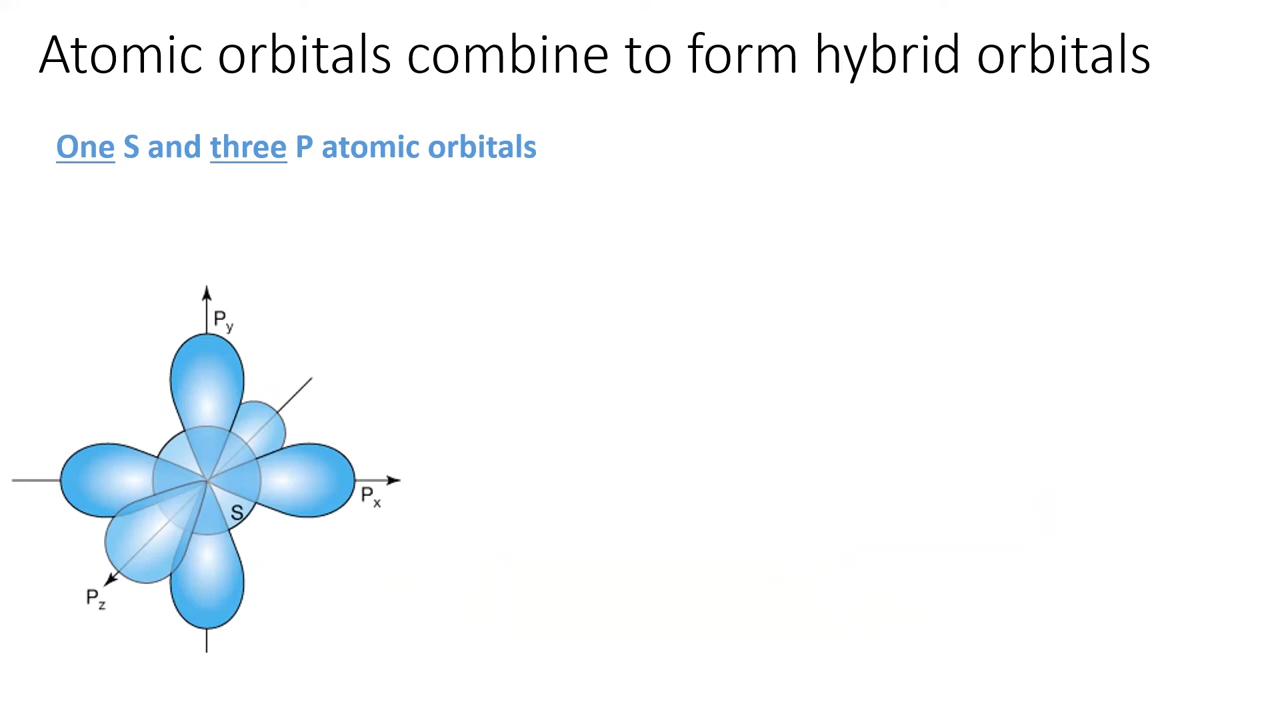 Atomic orbitals combine to form hybrid orbitals
One S and three P atomic orbitals
Py
Px
S
Pz